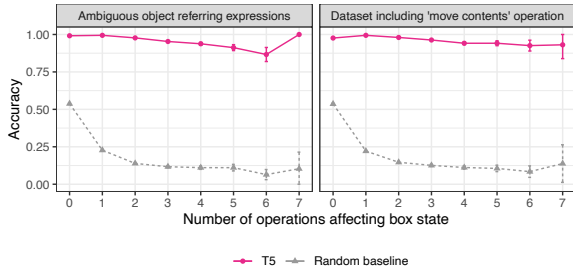 Ambiguous object referring expressions
Dataset including 'move contents' operation
Accuracy
1.00
0.75
0.50
0.25
0.00
0 1 2 3 4 5 6 7
0 1 2 3 4 5 6 7
Number of operations affecting box state
T5 Random baseline